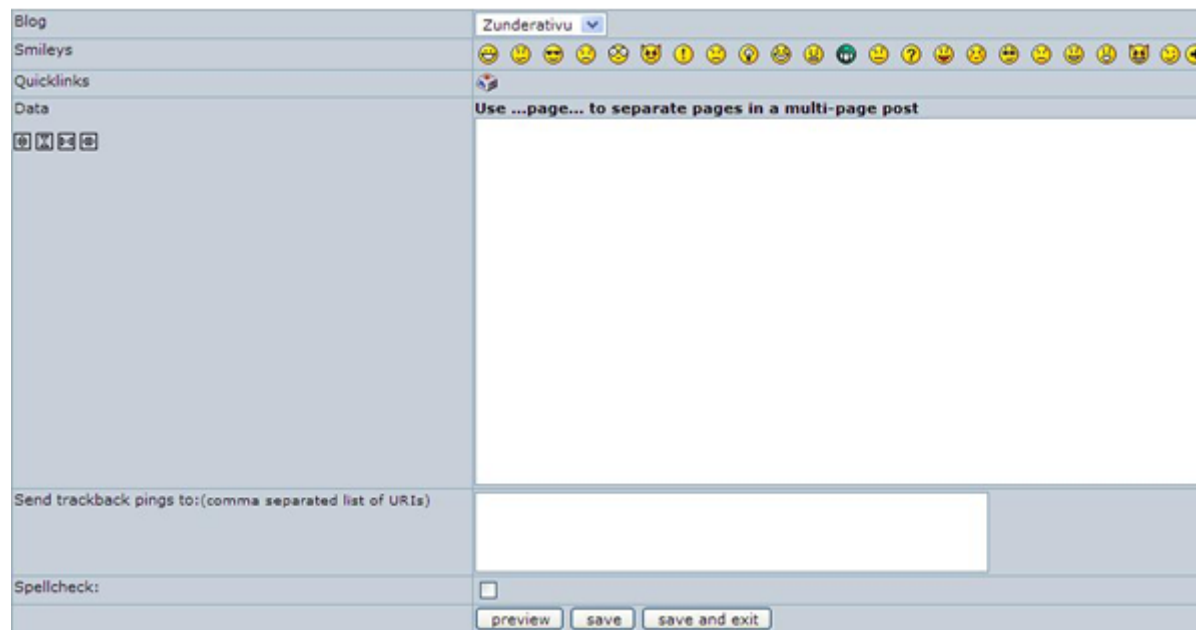 Blog
Zunderativu
Smileys
Quicklinks
Data
Use ...page... to separate pages in a multi-page post
Send trackback pings to:(comma separated list of URIs)
Spellcheck:
preview save save and exit